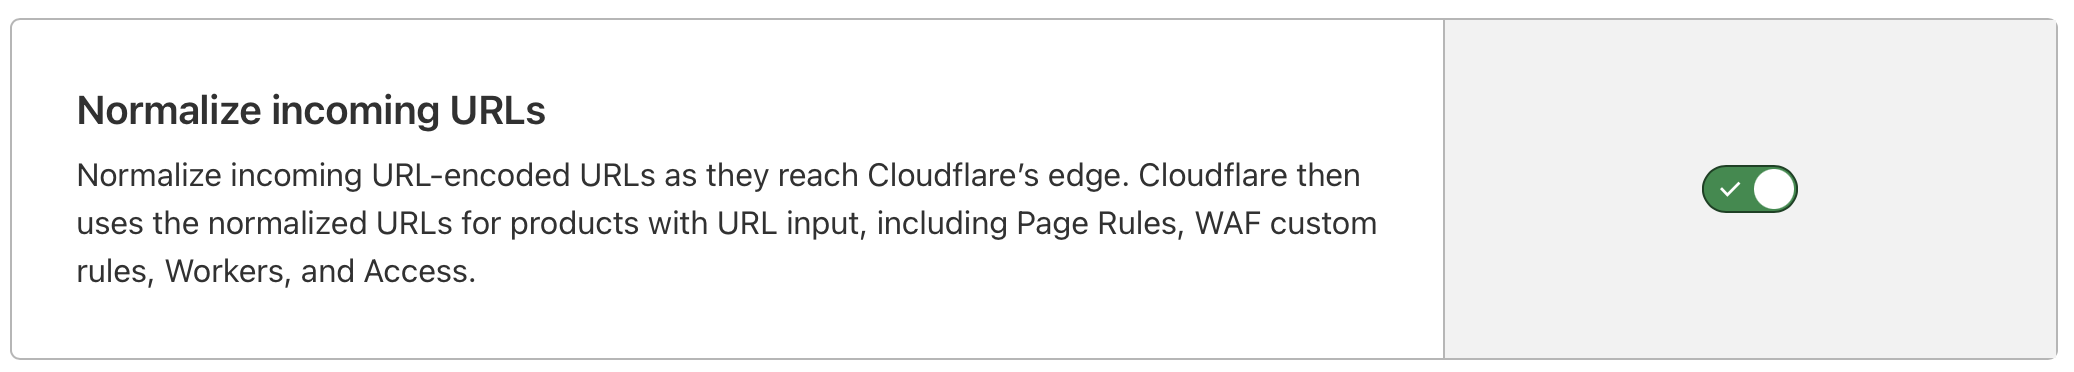 Normalize incoming URLs
Normalize incoming URL-encoded URLs as they reach Cloudflare’s edge. Cloudflare then
uses the normalized URLs for products with URL input, including Page Rules, WAF custom
rules, Workers, and Access.